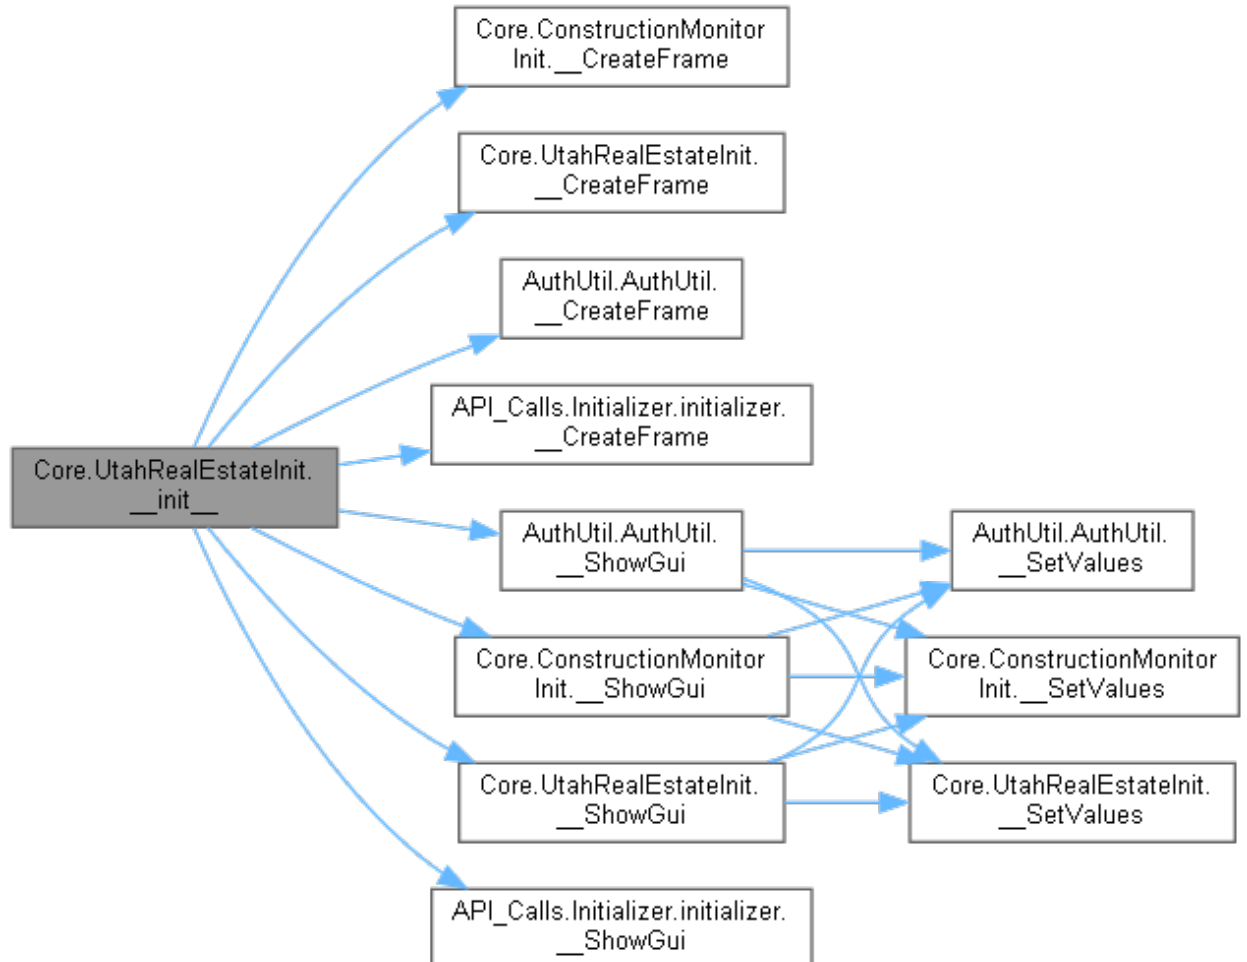 Core.ConstructionMonitor
Init.__CreateFrame
Core.UtahRealEstateInit.
__CreateFrame
AuthUtil.AuthUtil.
__CreateFrame
API_Calls.Initializer.initializer.
__CreateFrame
Core.UtahRealEstateInit.
__init__
AuthUtil.AuthUtil.
__ShowGui
AuthUtil.AuthUtil.
__SetValues
Core.ConstructionMonitor
Init.__ShowGui
Core.ConstructionMonitor
Init.__SetValues
Core.UtahRealEstateInit.
__ShowGui
Core.UtahRealEstateInit.
__SetValues
API_Calls.Initializer.initializer.
__ShowGui